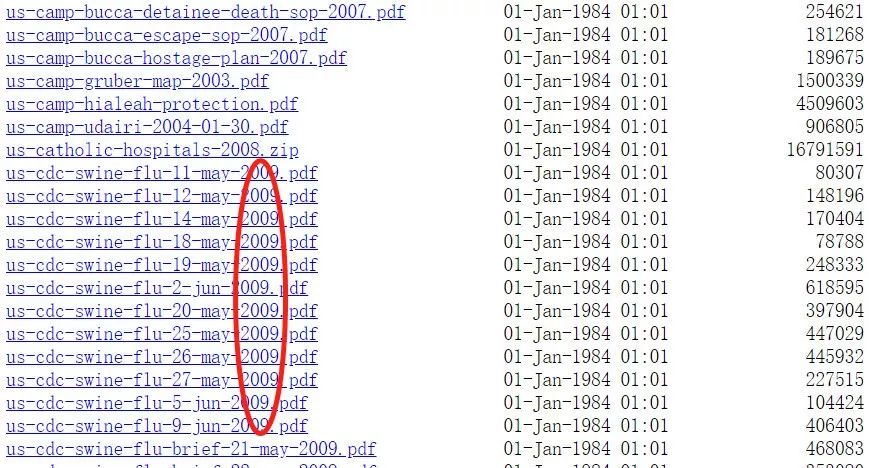 us-camp-bucca-detainee-death-sop-2007.pdf 01-Jan-1984 01:01 254621
us-camp-bucca-escape-sop-2007.pdf 01-Jan-1984 01:01 181268
us-camp-bucca-hostage-plan-2007.pdf 01-Jan-1984 01:01 189675
us-camp-gruber-map-2003.pdf 01-Jan-1984 01:01 1500339
us-camp-hialeah-protection.pdf 01-Jan-1984 01:01 4509603
us-camp-udairi-2004-01-30.pdf 01-Jan-1984 01:01 906805
us-catholic-hospitals-2008.zip 01-Jan-1984 01:01 16791591
us-cdc-swine-flu-11-may-2009.pdf 01-Jan-1984 01:01 80307
us-cdc-swine-flu-12-may-2009.pdf 01-Jan-1984 01:01 148196
us-cdc-swine-flu-14-may-2009.pdf 01-Jan-1984 01:01 170404
us-cdc-swine-flu-18-may-2009.pdf 01-Jan-1984 01:01 78788
us-cdc-swine-flu-19-may-2009.pdf 01-Jan-1984 01:01 248333
us-cdc-swine-flu-2-jun-2009.pdf 01-Jan-1984 01:01 618595
us-cdc-swine-flu-20-may-2009.pdf 01-Jan-1984 01:01 397904
us-cdc-swine-flu-25-may-2009.pdf 01-Jan-1984 01:01 447029
us-cdc-swine-flu-26-may-2009.pdf 01-Jan-1984 01:01 445932
us-cdc-swine-flu-27-may-2009.pdf 01-Jan-1984 01:01 227515
us-cdc-swine-flu-5-jun-2009.pdf 01-Jan-1984 01:01 104424
us-cdc-swine-flu-9-jun-2009.pdf 01-Jan-1984 01:01 406403
us-cdc-swine-flu-brief-21-may-2009.pdf 01-Jan-1984 01:01 468083